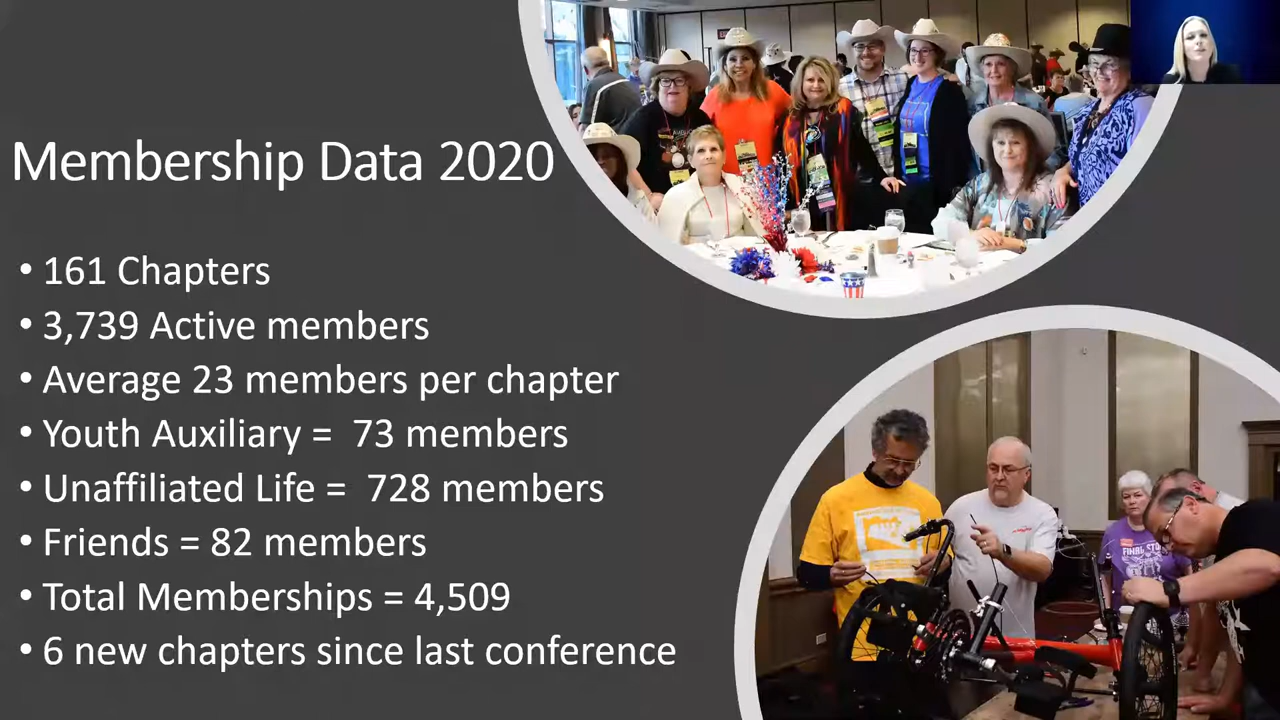 Membership Data 2020
• 161 Chapters
• 3,739 Active members
• Average 23 members per chapter
• Youth Auxiliary =  73 members
• Unaffiliated Life =  728 members
• Friends = 82 members
• Total Memberships = 4,509
• 6 new chapters since last conference